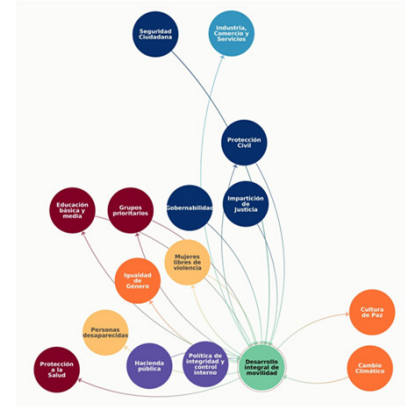 Seguridad
Ciudadana
Industria,
Comercio y
Servicios
Protección
Civil
Educación
básica y
media
Grupos
prioritarios
Gobernabilidad
Impartición
de
Justicia
Mujeres
libres de
violencia
Igualdad
de
Género
Personas
desaparecidas
Cultura
de Paz
Protección
a la
Salud
Hacienda
pública
Política de
integridad y
control
interno
Desarrollo
integral de
movilidad
Cambio
Climático